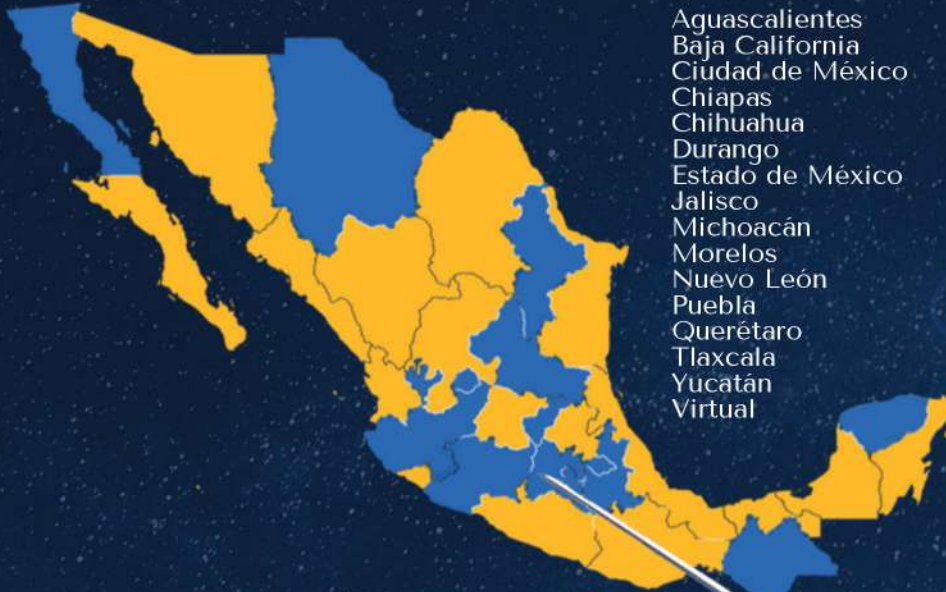 Aguascalientes
Baja California
Ciudad de México
Chiapas
Chihuahua
Durango
Estado de México
Jalisco
Michoacán
Morelos
Nuevo León
Puebla
Querétaro
Tlaxcala
Yucatán
Virtual